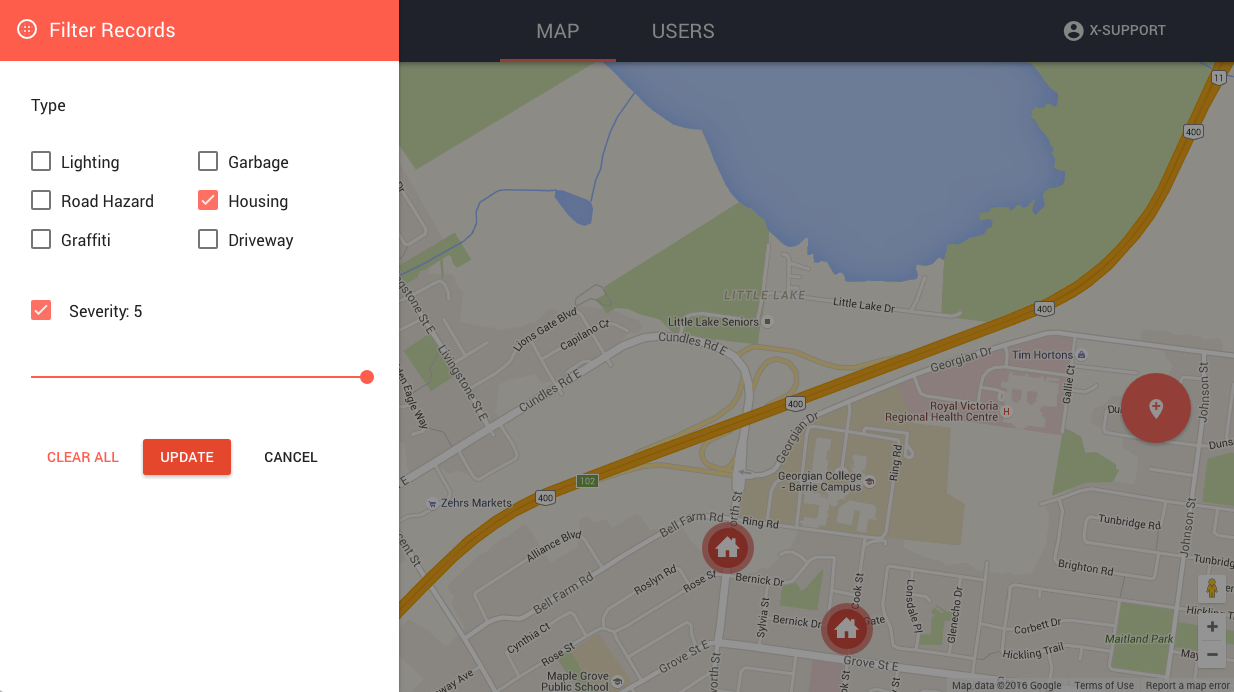 Filter Records
MAP
USERS
X-SUPPORT
Type
Lighting
Garbage
Road Hazard
Housing
Graffiti
Driveway
Severity: 5
CLEAR ALL
UPDATE
CANCEL
11
400
LITTLE LAKE
Little Lake Dr
400
Little Lake Seniors
Lions Gate Blvd
Capilano Ct
Cundles Rd E
Livingstone St E
Livingstone St E
Cundles Rd E
Georgian Dr
Tim Hortons
Gallie Ct
Johnson St
400
Royal Victoria
Regional Health Centre
H
Georgian Dr
Eagle Way
Ring Rd
Georgian College
- Barrie Campus
102
400
Zehrs Markets
Bell Farm Rd
Ring Rd
Tunbridge Rd
Johnson St
Alliance Blvd
Brighton Rd
Roslyn Rd
Rose St
Bernick Dr
Bell Farm Rd
Cook St
Lonsdale Pl
Glenecho Dr
Sylvia St
Bernick Dr
Corbett Dr
Cynthia Ct
Rose St
Grove St E
Hickling Trail
Maitland Park
Grove St E
Maple Grove
Public School
Map data ©2016 Google
Terms of Use
Report a map error